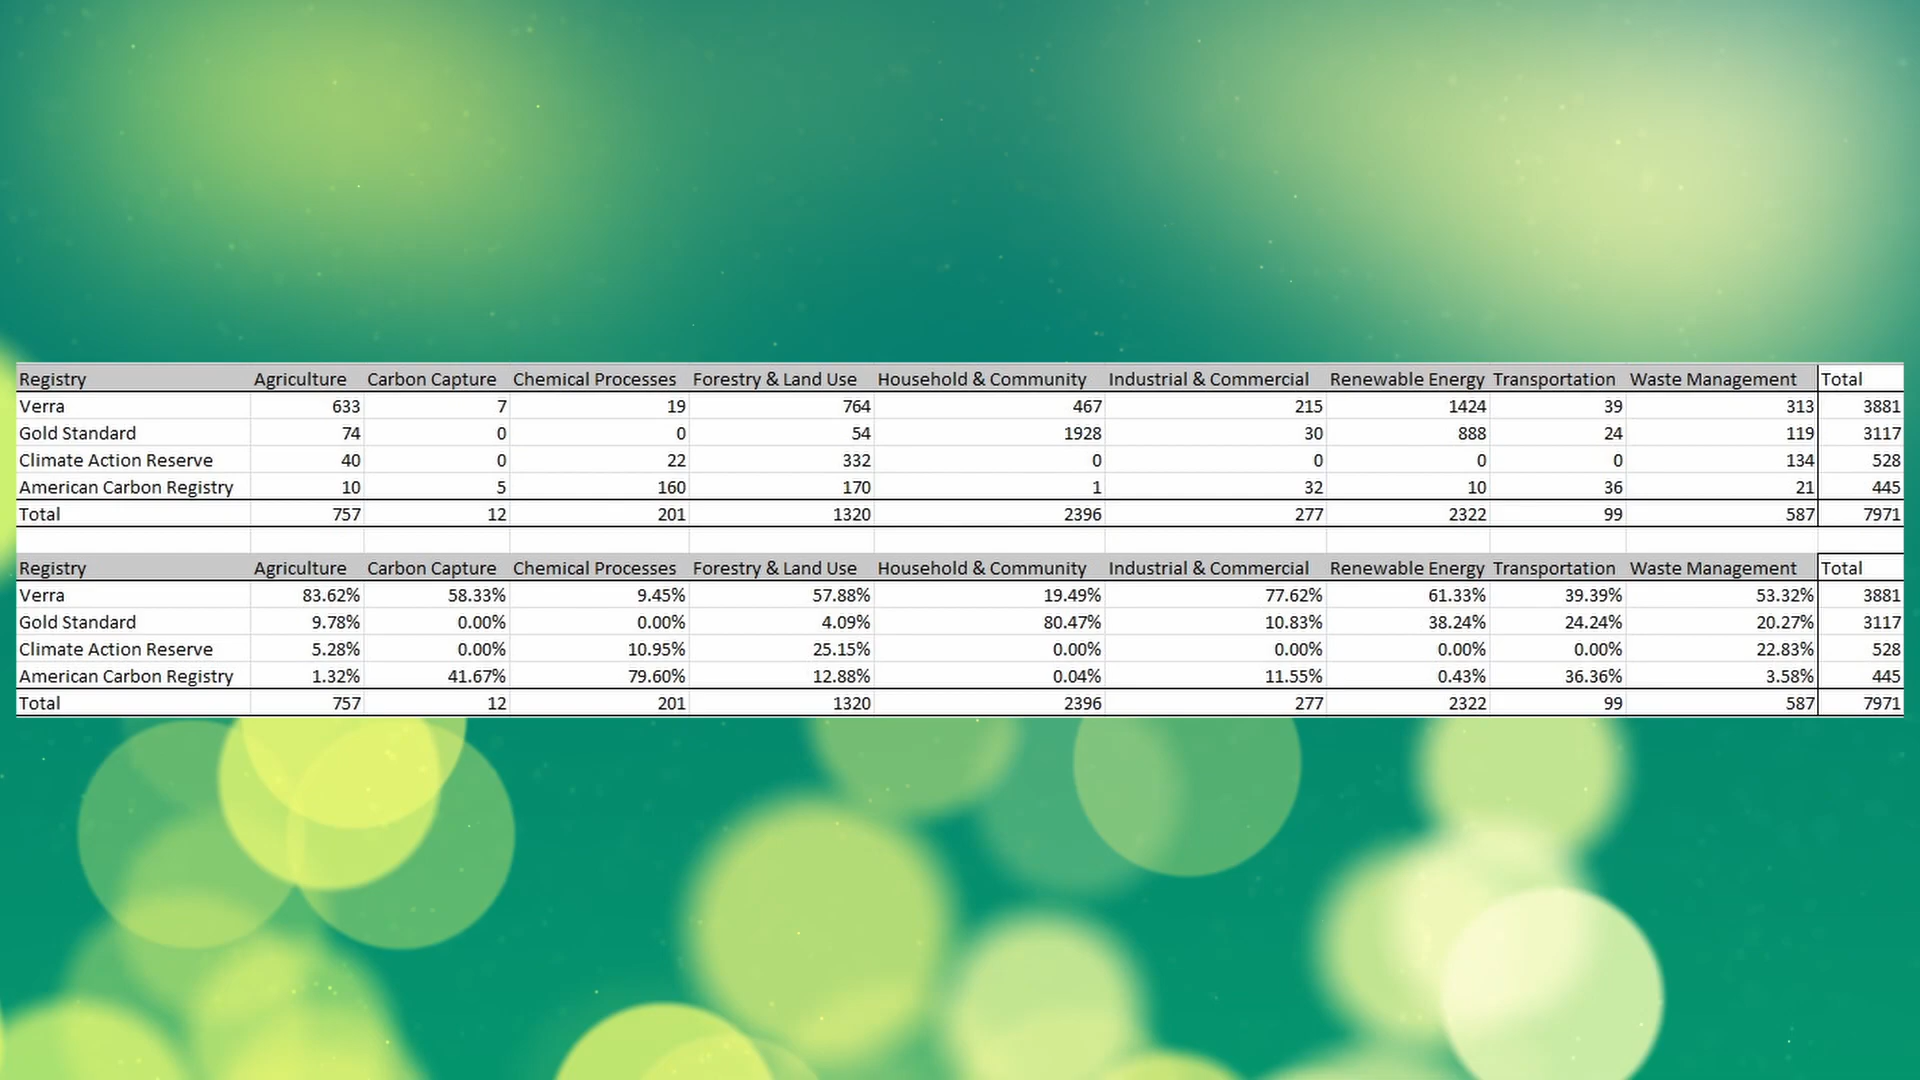 Registry Agriculture Carbon Capture Chemical Processes Forestry & Land Use Household & Community Industrial & Commercial Renewable Energy Transportation Waste Management Total
Verra 633 7 19 764 467 215 1424 39 313 3881
Gold Standard 74 0 0 54 1928 30 888 24 119 3117
Climate Action Reserve 40 0 22 332 0 0 0 0 134 528
American Carbon Registry 10 5 160 170 1 32 10 36 21 445
Total 757 12 201 1320 2396 277 2322 99 587 7971
Registry Agriculture Carbon Capture Chemical Processes Forestry & Land Use Household & Community Industrial & Commercial Renewable Energy Transportation Waste Management Total
Verra 83.62% 58.33% 9.45% 57.88% 19.49% 77.62% 61.33% 39.39% 53.32% 3881
Gold Standard 9.78% 0.00% 0.00% 4.09% 80.47% 10.83% 38.24% 24.24% 20.27% 3117
Climate Action Reserve 5.28% 0.00% 10.95% 25.15% 0.00% 0.00% 0.00% 0.00% 22.83% 528
American Carbon Registry 1.32% 41.67% 79.60% 12.88% 0.04% 11.55% 0.43% 36.36% 3.58% 445
Total 757 12 201 1320 2396 277 2322 99 587 7971